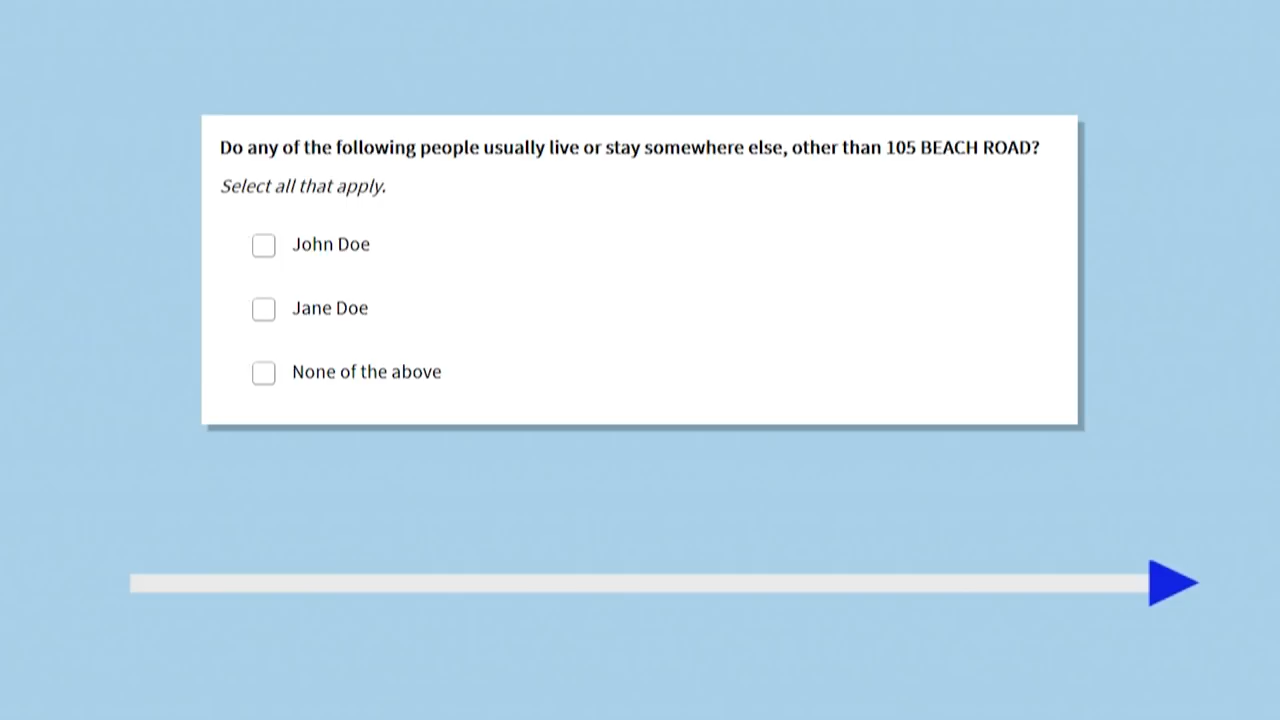 Do any of the following people usually live or stay somewhere else, other than 105 BEACH ROAD?
Select all that apply.
John Doe
Jane Doe
None of the above